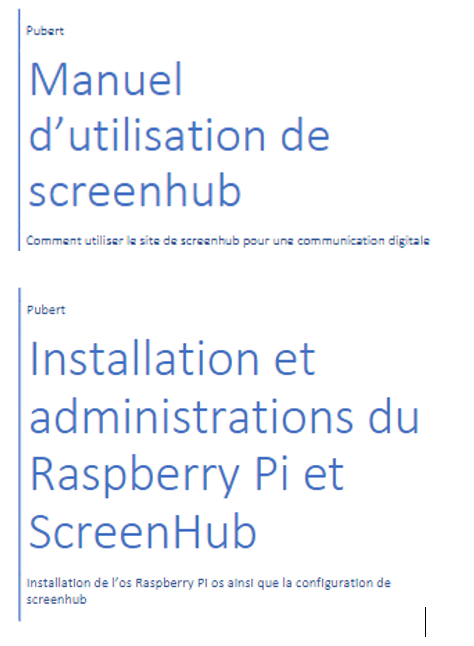 Pubert
Manuel
d’utilisation de
screenhub
Comment utiliser le site de screenhub pour une communication digitale
Pubert
Installation et
administrations du
Raspberry Pi et
ScreenHub
Installation de l’os Raspberry Pi os ainsi que la configuration de
screenhub